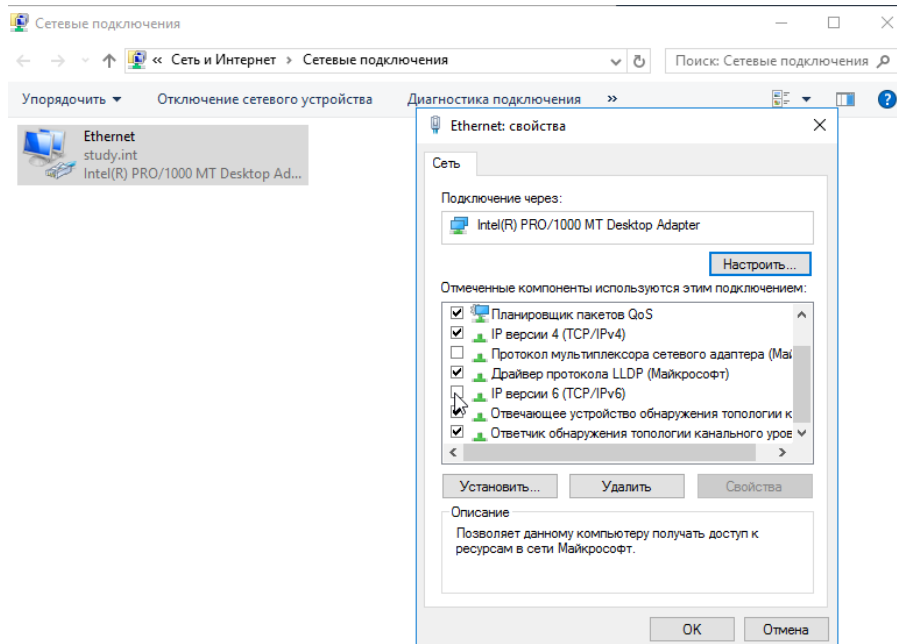 Сетевые подключения
« Сеть и Интернет › Сетевые подключения
Поиск: Сетевые подключения
Упорядочить
Отключение сетевого устройства
Диагностика подключения
»
Ethernet
study.int
Intel(R) PRO/1000 MT Desktop Ad...
Ethernet: свойства
Сеть
Подключение через:
Intel(R) PRO/1000 MT Desktop Adapter
Настроить...
Отмеченные компоненты используются этим подключением:
Планировщик пакетов QoS
IP версии 4 (TCP/IPv4)
Протокол мультиплексора сетевого адаптера (Май
Драйвер протокола LLDP (Майкрософт)
IP версии 6 (TCP/IPv6)
Отвечающее устройство обнаружения топологии к
Ответчик обнаружения топологии канального уров
Установить...
Удалить
Свойства
Описание
Позволяет данному компьютеру получать доступ к
ресурсам в сети Майкрософт.
OK
Отмена